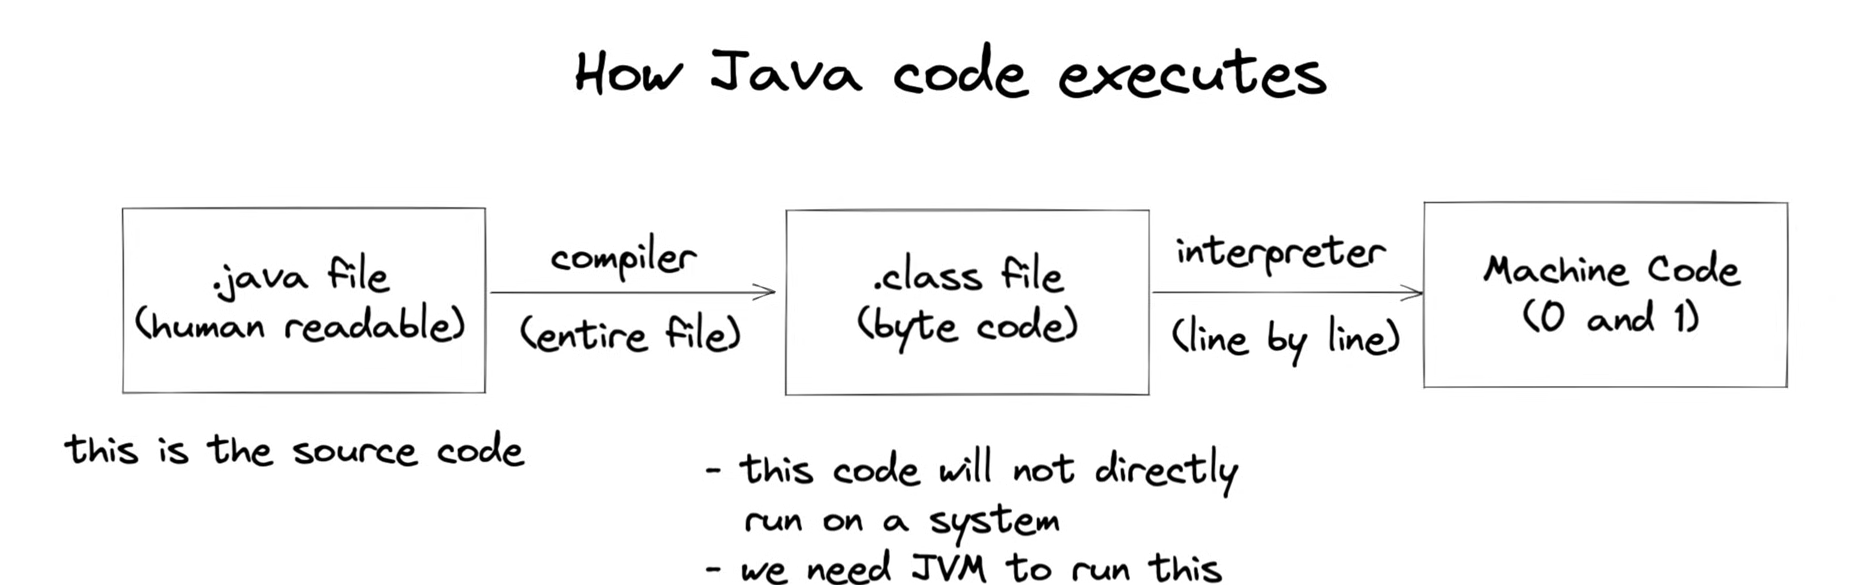 How Java code executes
.java file
(human readable)
compiler
(entire file)
.class file
(byte code)
interpreter
(line by line)
Machine Code
(0 and 1)
this is the source code
- this code will not directly
run on a system
- we need JVM to run this